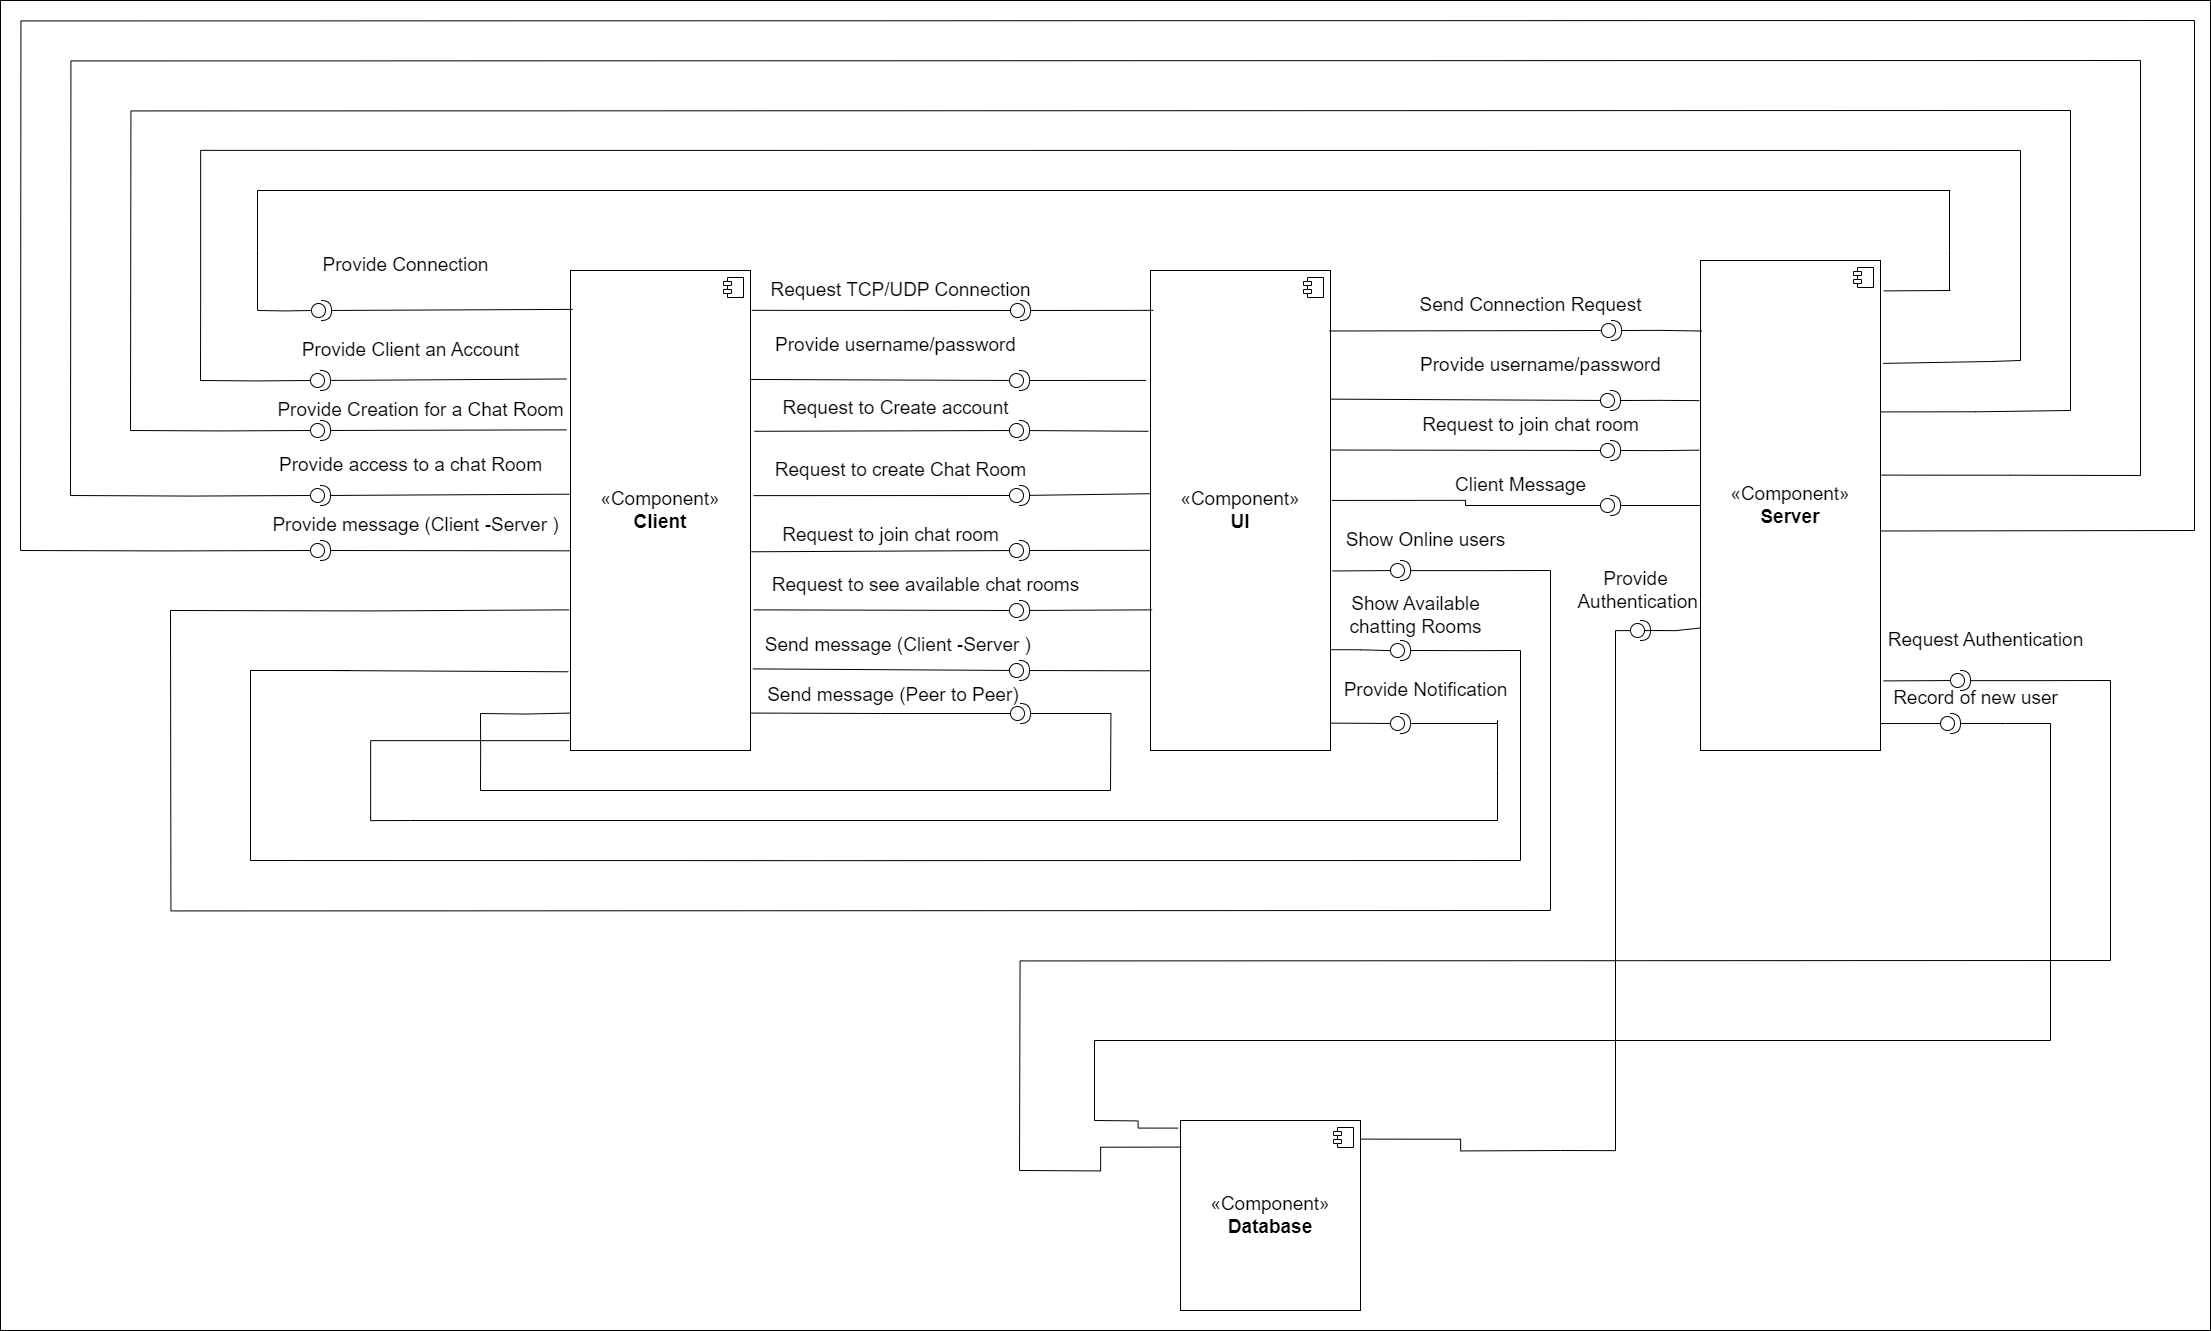 Provide Connection
Provide Client an Account
Provide Creation for a Chat Room
Provide access to a chat Room
Provide message (Client -Server )
«Component»
Client
Request TCP/UDP Connection
Provide username/password
Request to Create account
Request to create Chat Room
Request to join chat room
Request to see available chat rooms
Send message (Client -Server )
Send message (Peer to Peer)
«Component»
UI
Send Connection Request
Provide username/password
Request to join chat room
Client Message
Show Online users
Show Available
chatting Rooms
Provide Notification
Provide
Authentication
«Component»
Server
Request Authentication
Record of new user
«Component»
Database